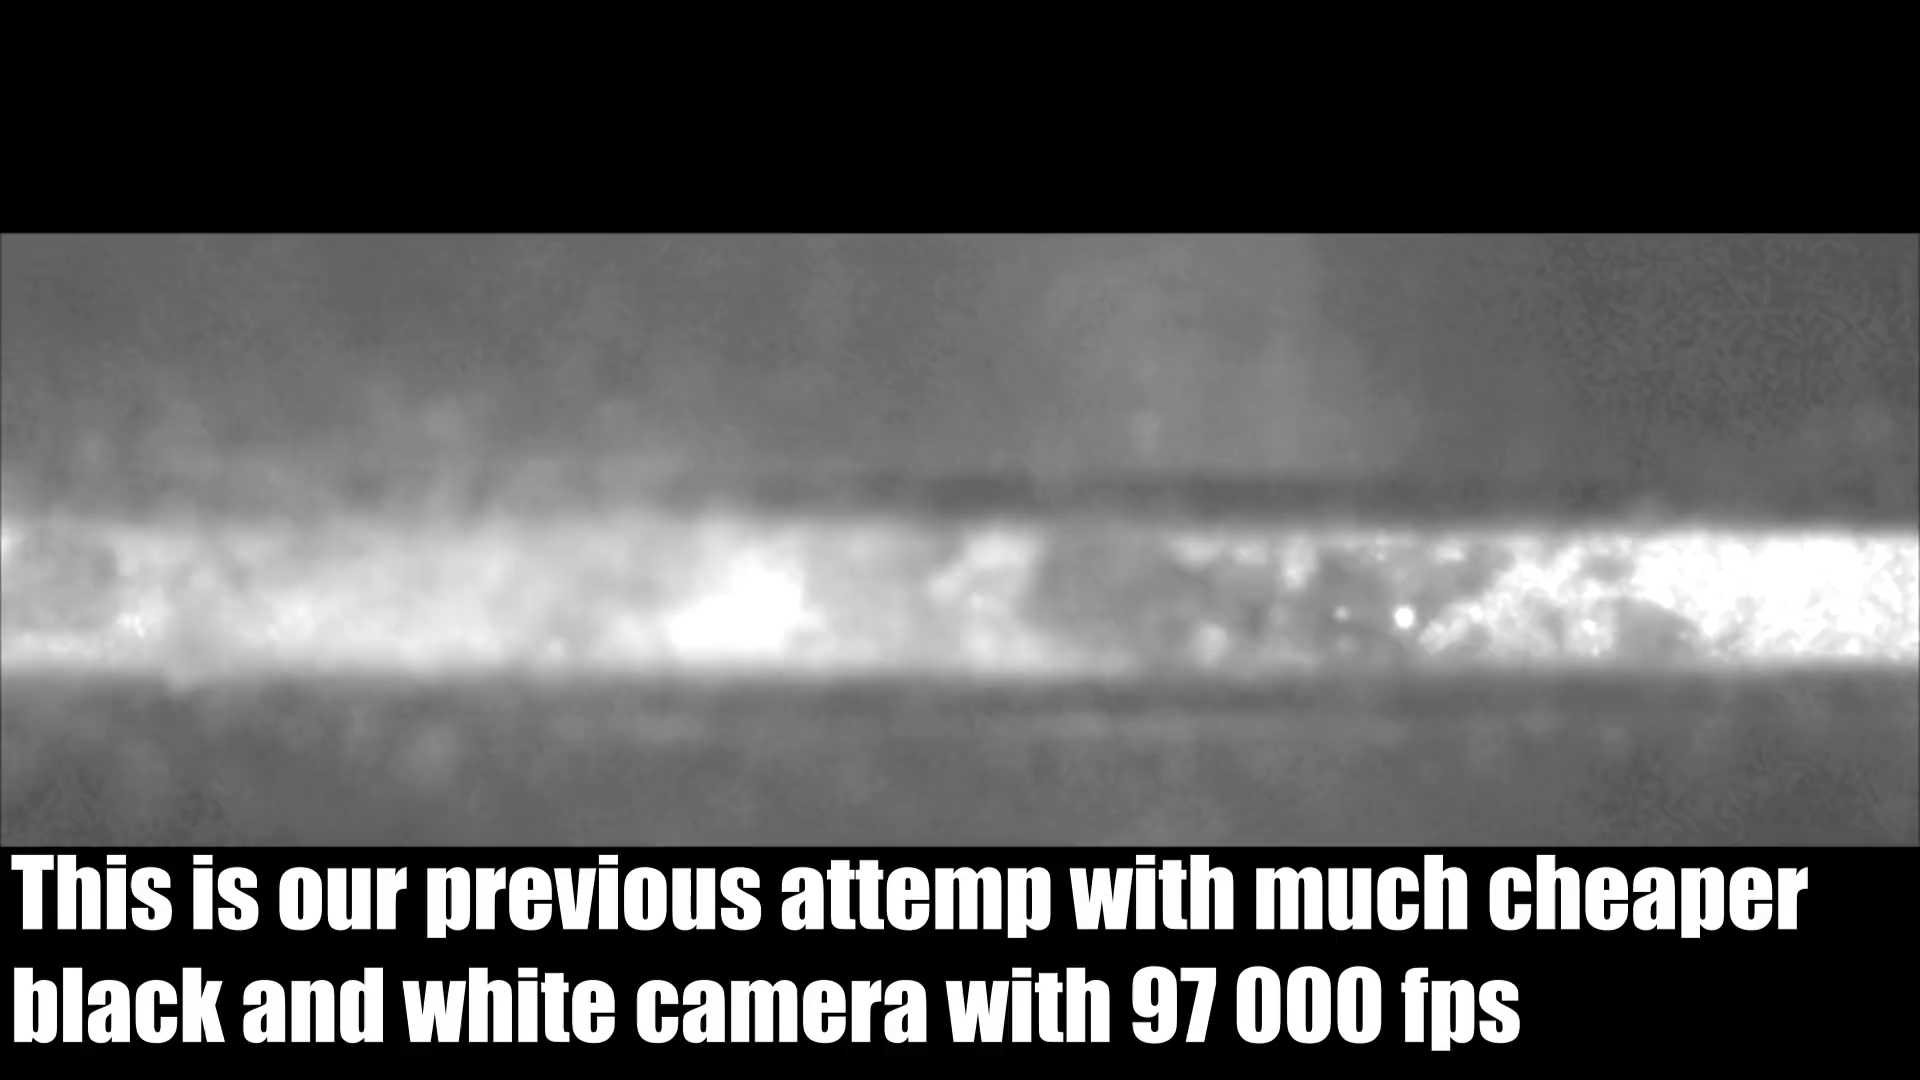 This is our previous attemp with much cheaper
black and white camera with 97 000 fps